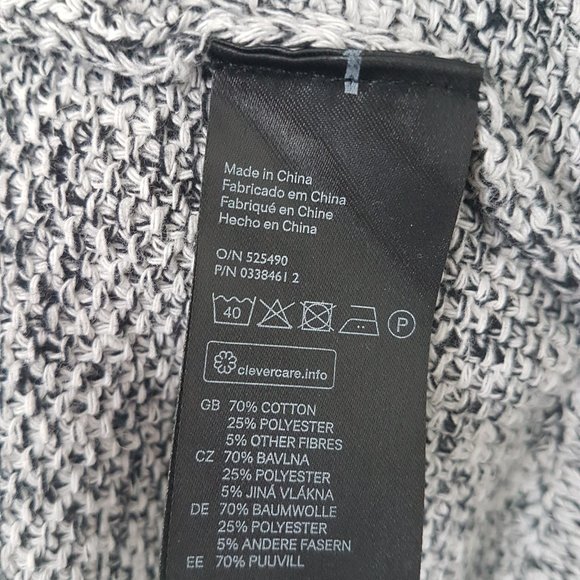 Made in China
Fabricado em China
Fabriqué en Chine
Hecho en China
O/N 525490
P/N 0338461 2
40
P
clevercare.info
GB 70% COTTON
25% POLYESTER
5% OTHER FIBRES
CZ 70% BAVLNA
25% POLYESTER
5% JINÁ VLÁKNA
DE 70% BAUMWOLLE
25% POLYESTER
5% ANDERE FASERN
EE 70% PUUVILL